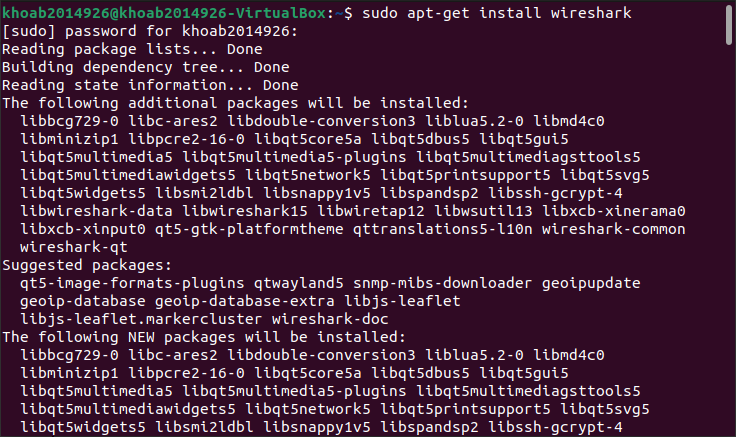 khoab2014926@khoab2014926-VirtualBox:~$ sudo apt-get install wireshark
[sudo] password for khoab2014926:
Reading package lists... Done
Building dependency tree... Done
Reading state information... Done
The following additional packages will be installed:
  libbcg729-0 libc-ares2 libdouble-conversion3 liblua5.2-0 libmd4c0
  libminizip1 libpcre2-16-0 libqt5core5a libqt5dbus5 libqt5gui5
  libqt5multimedia5 libqt5multimedia5-plugins libqt5multimediagsttools5
  libqt5multimediawidgets5 libqt5network5 libqt5printsupport5 libqt5svg5
  libqt5widgets5 libsmi2ldbl libsnappy1v5 libspandsp2 libssh-gcrypt-4
  libwireshark-data libwireshark15 libwiretap12 libwsutil13 libxcb-xinerama0
  libxcb-xinput0 qt5-gtk-platformtheme qttranslations5-l10n wireshark-common
  wireshark-qt
Suggested packages:
  qt5-image-formats-plugins qtwayland5 snmp-mibs-downloader geoipupdate
  geoip-database geoip-database-extra libjs-leaflet
  libjs-leaflet.markercluster wireshark-doc
The following NEW packages will be installed:
  libbcg729-0 libc-ares2 libdouble-conversion3 liblua5.2-0 libmd4c0
  libminizip1 libpcre2-16-0 libqt5core5a libqt5dbus5 libqt5gui5
  libqt5multimedia5 libqt5multimedia5-plugins libqt5multimediagsttools5
  libqt5multimediawidgets5 libqt5network5 libqt5printsupport5 libqt5svg5
  libqt5widgets5 libsmi2ldbl libsnappy1v5 libspandsp2 libssh-gcrypt-4